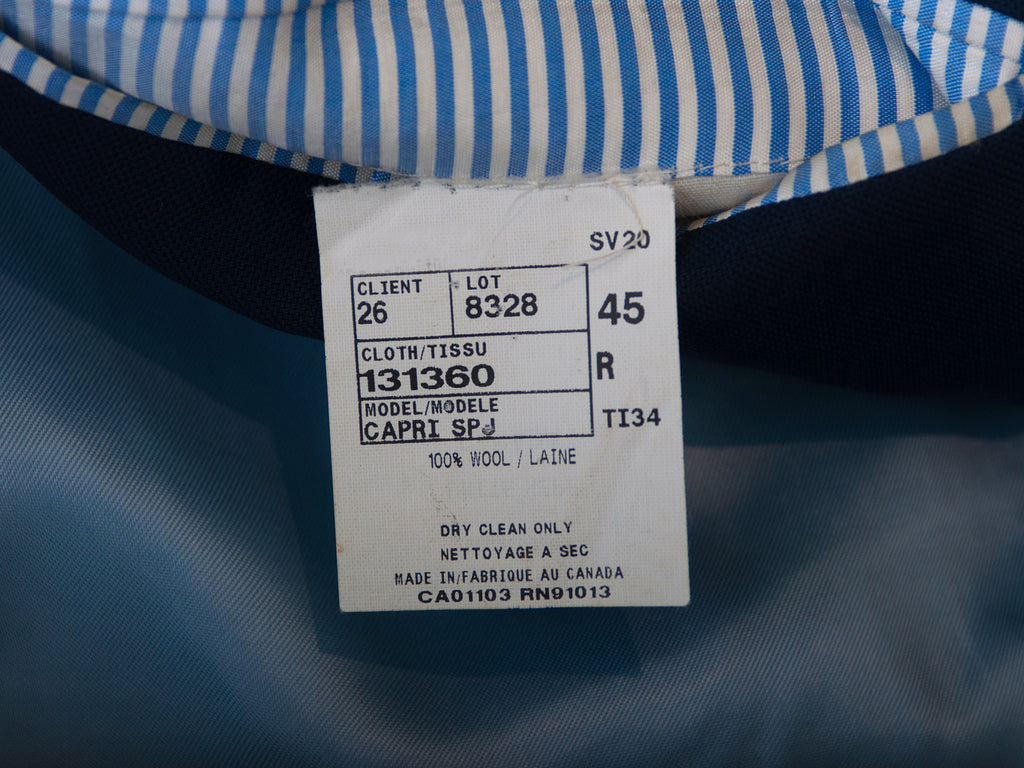 SV20
CLIENT LOT
26 8328 45
CLOTH/TISSU
131360 R
MODEL/MODELE
CAPRI SPJ TI34
100% WOOL / LAINE
DRY CLEAN ONLY
NETTOYAGE A SEC
MADE IN/FABRIQUE AU CANADA
CA01103 RN91013